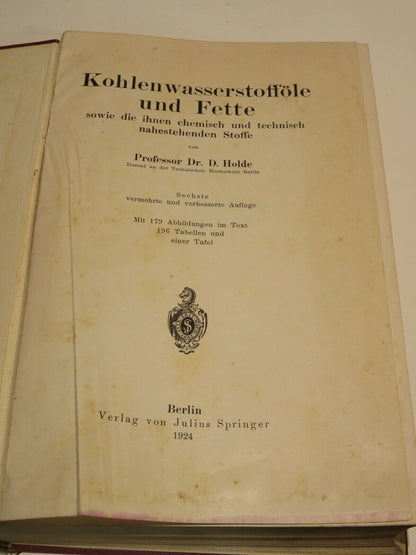 Kohlenwasserstofföle
und Fette
sowie die ihnen chemisch und technisch
nahestehenden Stoffe
von
Professor Dr. D. Holde
Dozent an der Technischen Hochschule Berlin
Sechste
vermehrte und verbesserte Auflage
Mit 179 Abbildungen im Text
196 Tabellen und
einer Tafel
Berlin
Verlag von Julius Springer
1924